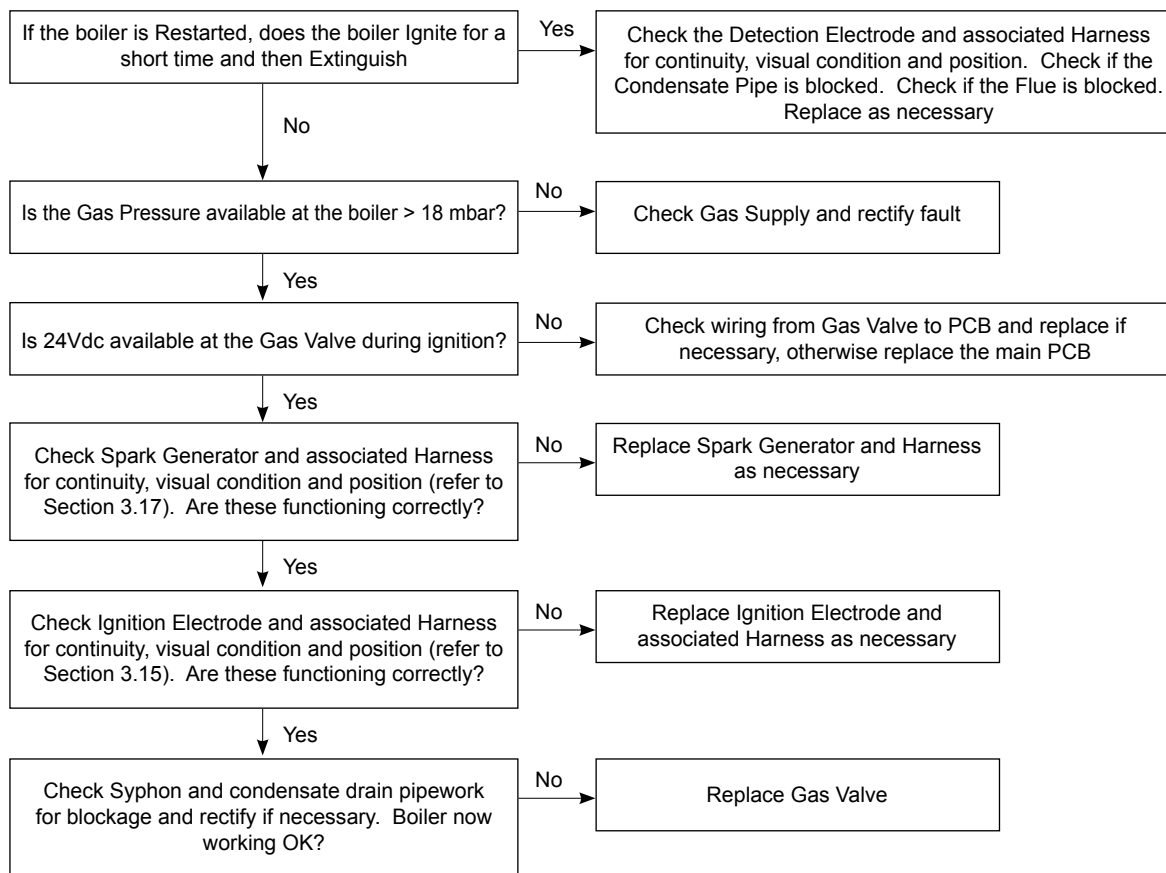 If the boiler is Restarted, does the boiler Ignite for a
short time and then Extinguish
Yes
Check the Detection Electrode and associated Harness
for continuity, visual condition and position.  Check if the
Condensate Pipe is blocked.  Check if the Flue is blocked.
Replace as necessary
No
Is the Gas Pressure available at the boiler > 18 mbar?
No
Check Gas Supply and rectify fault
Yes
Is 24Vdc available at the Gas Valve during ignition?
No
Check wiring from Gas Valve to PCB and replace if
necessary, otherwise replace the main PCB
Yes
Check Spark Generator and associated Harness
for continuity, visual condition and position (refer to
Section 3.17).  Are these functioning correctly?
No
Replace Spark Generator and Harness
as necessary
Yes
Check Ignition Electrode and associated Harness
for continuity, visual condition and position (refer to
Section 3.15).  Are these functioning correctly?
No
Replace Ignition Electrode and
associated Harness as necessary
Yes
Check Syphon and condensate drain pipework
for blockage and rectify if necessary.  Boiler now
working OK?
No
Replace Gas Valve